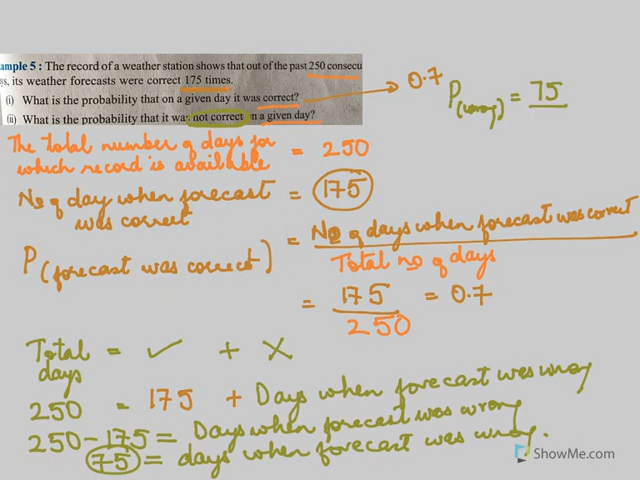 ample 5 : The record of a weather station shows that out of the past 250 consecu
ys, its weather forecasts were correct 175 times.
(i) What is the probability that on a given day it was correct?
(ii) What is the probability that it was not correct on a given day?
0.7
P(wrong) = 75
The total number of days for which record is available = 250
No of day when forecast was correct = 175
P(forecast was correct) = No of days when forecast was correct
Total no of days
= 175 = 0.7
250
Total days = ✓ + ✗
250 = 175 + Days when forecast was wrong
250 - 175 = Days when forecast was wrong
75 = days when forecast was wrong.
ShowMe.com